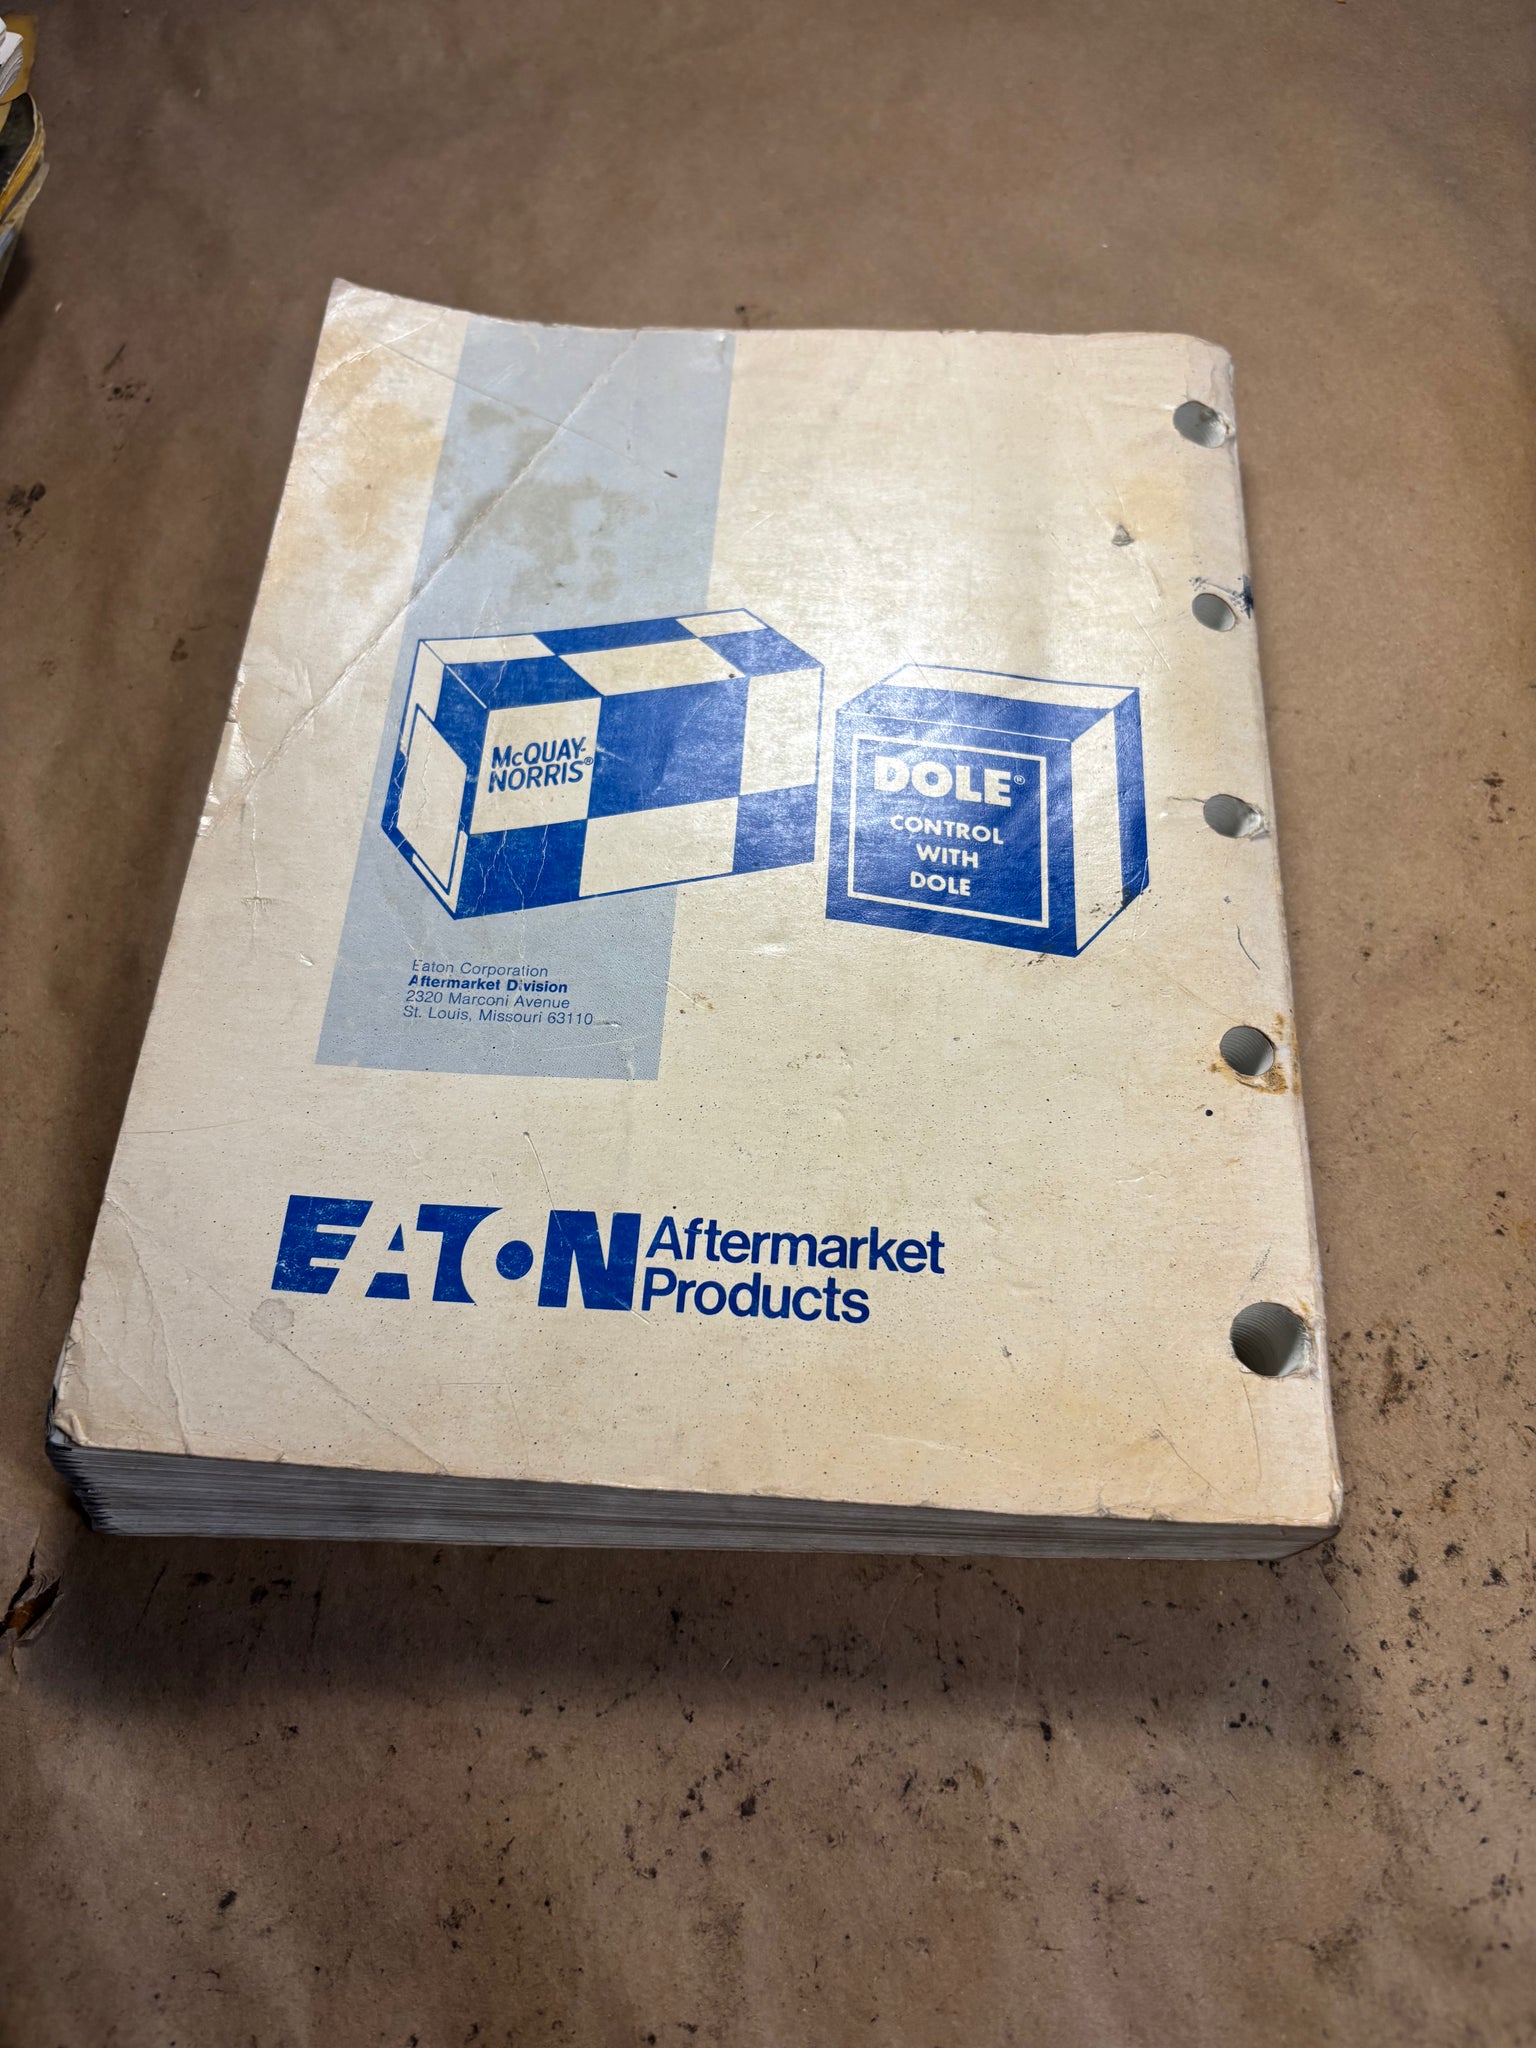 McQUAY-
NORRIS®
DOLE®
CONTROL
WITH
DOLE
Eaton Corporation
Aftermarket Division
2320 Marconi Avenue
St. Louis, Missouri 63110
EATON Aftermarket
Products